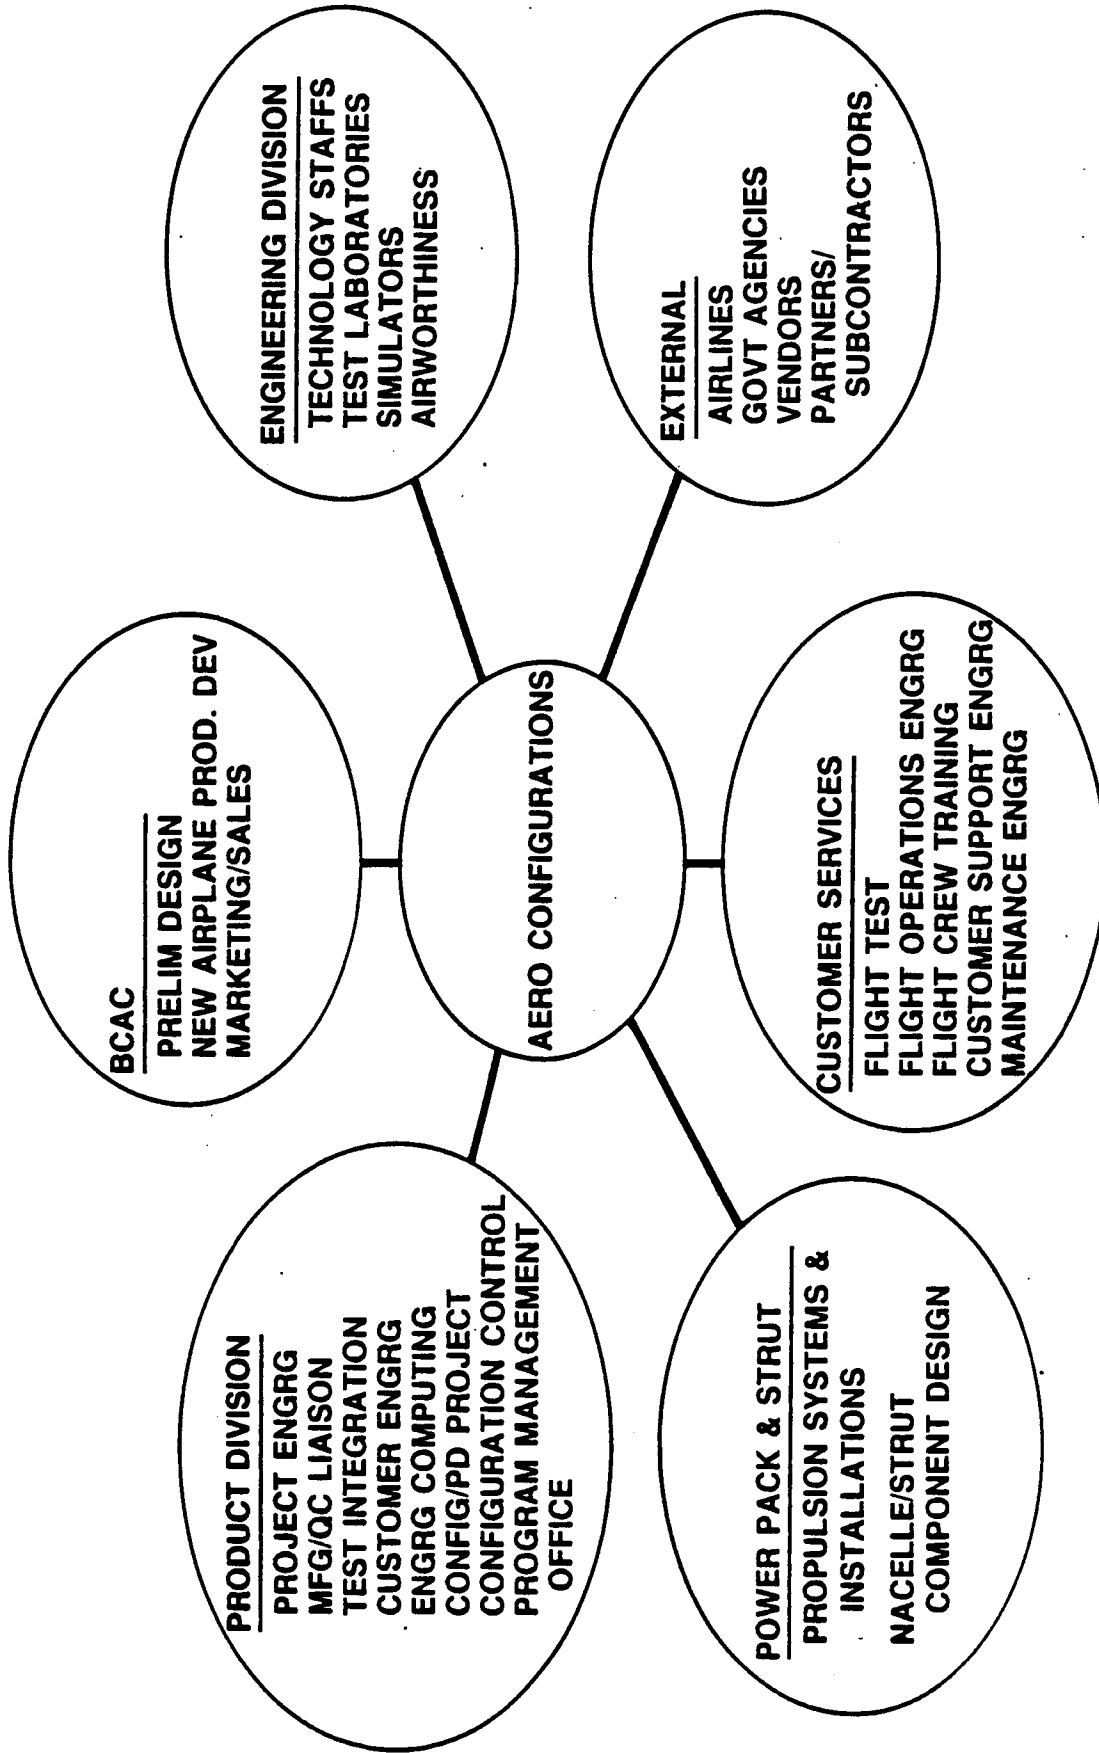 PRODUCT DIVISION
PROJECT ENGRG
MFG/QC LIAISON
TEST INTEGRATION
CUSTOMER ENGRG
ENGRG COMPUTING
CONFIG/PD PROJECT
CONFIGURATION CONTROL
PROGRAM MANAGEMENT
OFFICE
BCAC
PRELIM DESIGN
NEW AIRPLANE PROD. DEV
MARKETING/SALES
ENGINEERING DIVISION
TECHNOLOGY STAFFS
TEST LABORATORIES
SIMULATORS
AIRWORTHINESS
AERO CONFIGURATIONS
POWER PACK & STRUT
PROPULSION SYSTEMS &
INSTALLATIONS
NACELLE/STRUT
COMPONENT DESIGN
CUSTOMER SERVICES
FLIGHT TEST
FLIGHT OPERATIONS ENGRG
FLIGHT CREW TRAINING
CUSTOMER SUPPORT ENGRG
MAINTENANCE ENGRG
EXTERNAL
AIRLINES
GOVT AGENCIES
VENDORS
PARTNERS/
SUBCONTRACTORS